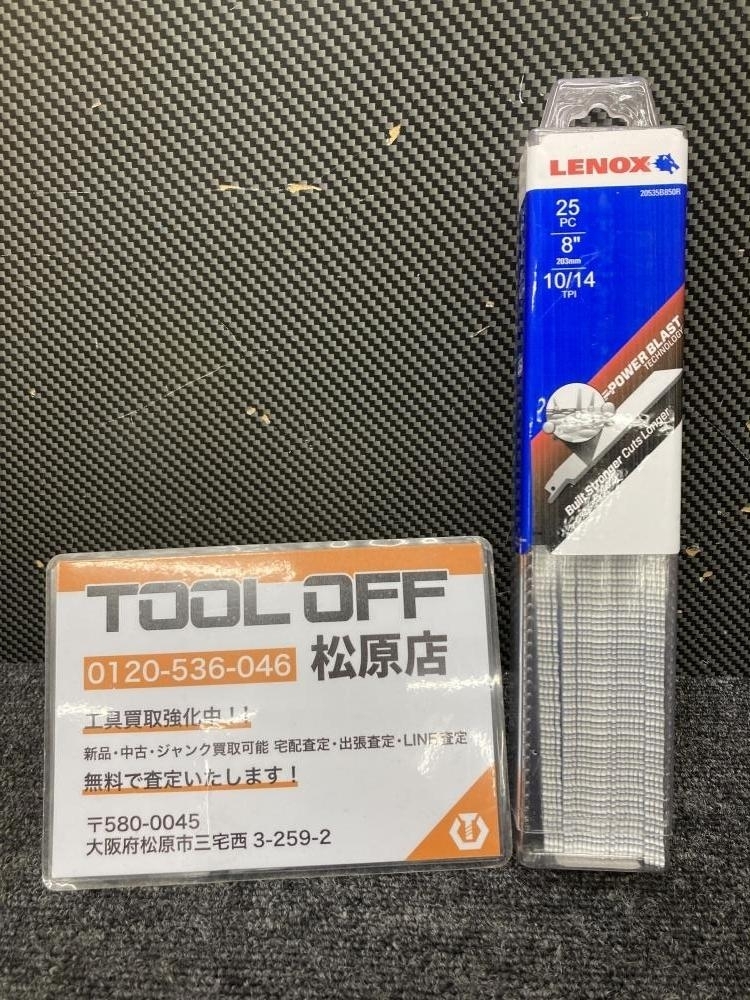 LENOX
20535B850R
25
PC
8"
203mm
10/14
TPI
POWER BLAST
TECHNOLOGY
Built Stronger Cuts Longer
TOOL OFF
0120-536-046 松原店
工具買取強化中！！
新品・中古・ジャンク買取可能 宅配査定・出張査定・LINE査定
無料で査定いたします！
〒580-0045
大阪府松原市三宅西 3-259-2